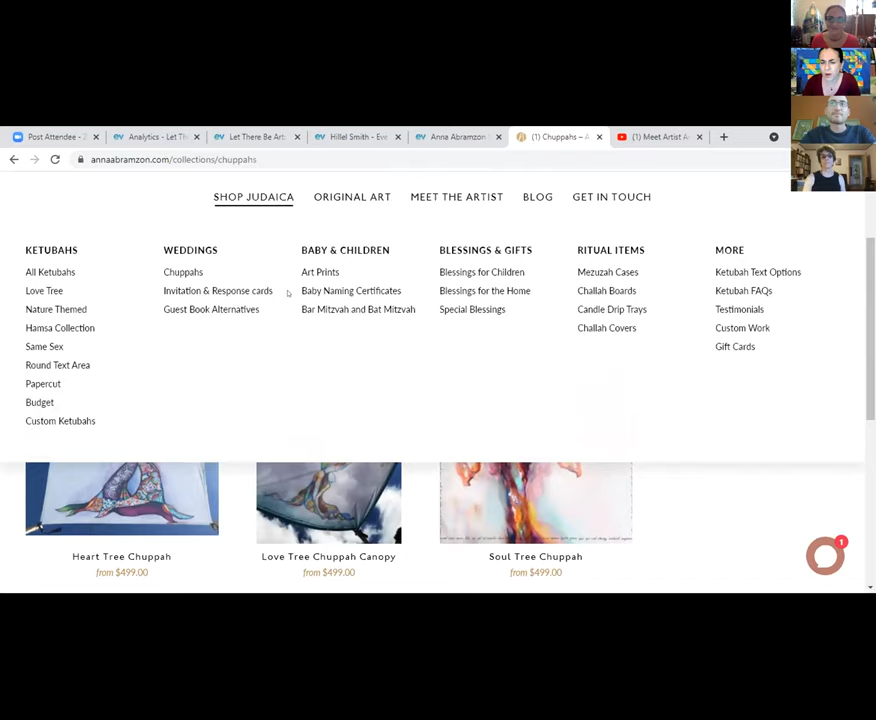 Post Attendee - Z
Analytics - Let Th
Let There Be Art
Hillel Smith - Eve
Anna Abramzon
(1) Chuppahs – A
(1) Meet Artist A
annaabramzon.com/collections/chuppahs
SHOP JUDAICA ORIGINAL ART MEET THE ARTIST BLOG GET IN TOUCH
KETUBAHS
All Ketubahs
Love Tree
Nature Themed
Hamsa Collection
Same Sex
Round Text Area
Papercut
Budget
Custom Ketubahs
WEDDINGS
Chuppahs
Invitation & Response cards
Guest Book Alternatives
BABY & CHILDREN
Art Prints
Baby Naming Certificates
Bar Mitzvah and Bat Mitzvah
BLESSINGS & GIFTS
Blessings for Children
Blessings for the Home
Special Blessings
RITUAL ITEMS
Mezuzah Cases
Challah Boards
Candle Drip Trays
Challah Covers
MORE
Ketubah Text Options
Ketubah FAQs
Testimonials
Custom Work
Gift Cards
Heart Tree Chuppah
from $499.00
Love Tree Chuppah Canopy
from $499.00
Soul Tree Chuppah
from $499.00
1